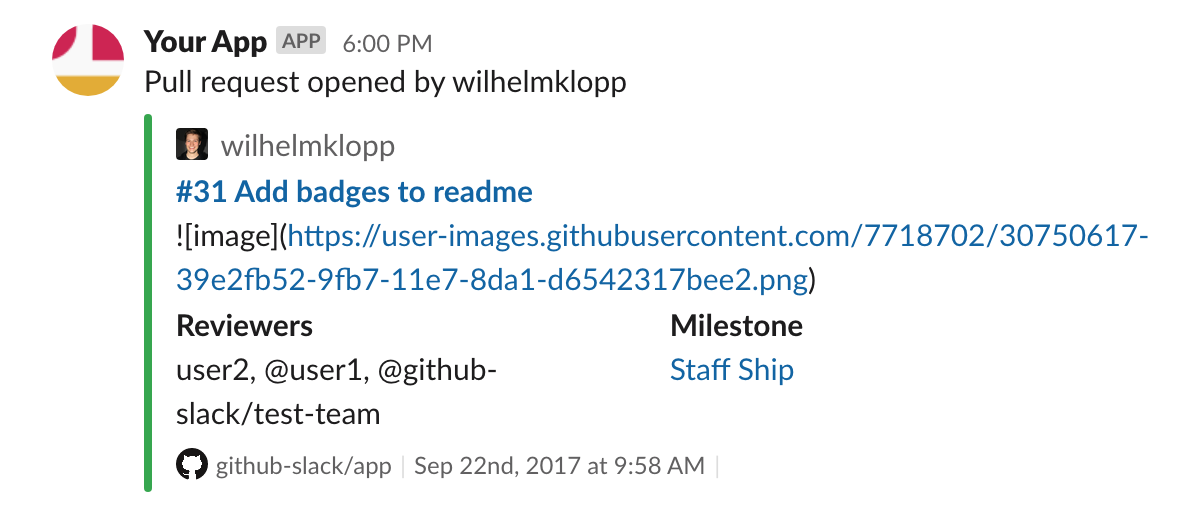 Your App APP 6:00 PM
Pull request opened by wilhelmklopp
wilhelmklopp
#31 Add badges to readme
![image](https://user-images.githubusercontent.com/7718702/30750617-
39e2fb52-9fb7-11e7-8da1-d6542317bee2.png)
Reviewers Milestone
user2, @user1, @github- Staff Ship
slack/test-team
github-slack/app | Sep 22nd, 2017 at 9:58 AM |